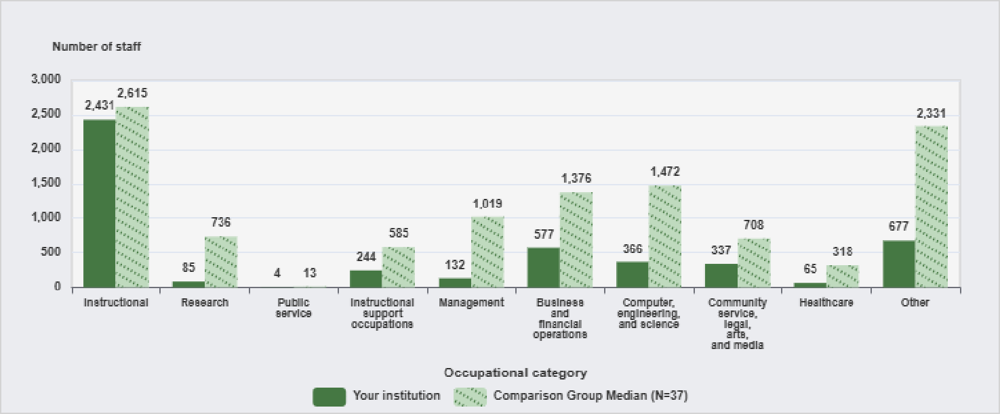 Number of staff
3,000
2,500
2,000
1,500
1,000
500
0
2,431
2,615
85
736
4
13
244
585
132
1,019
577
1,376
366
1,472
337
708
65
318
677
2,331
Instructional
Research
Public
service
Instructional
support
occupations
Management
Business
and
financial
operations
Computer,
engineering,
and science
Community
service,
legal,
arts,
and media
Healthcare
Other
Occupational category
Your institution
Comparison Group Median (N=37)